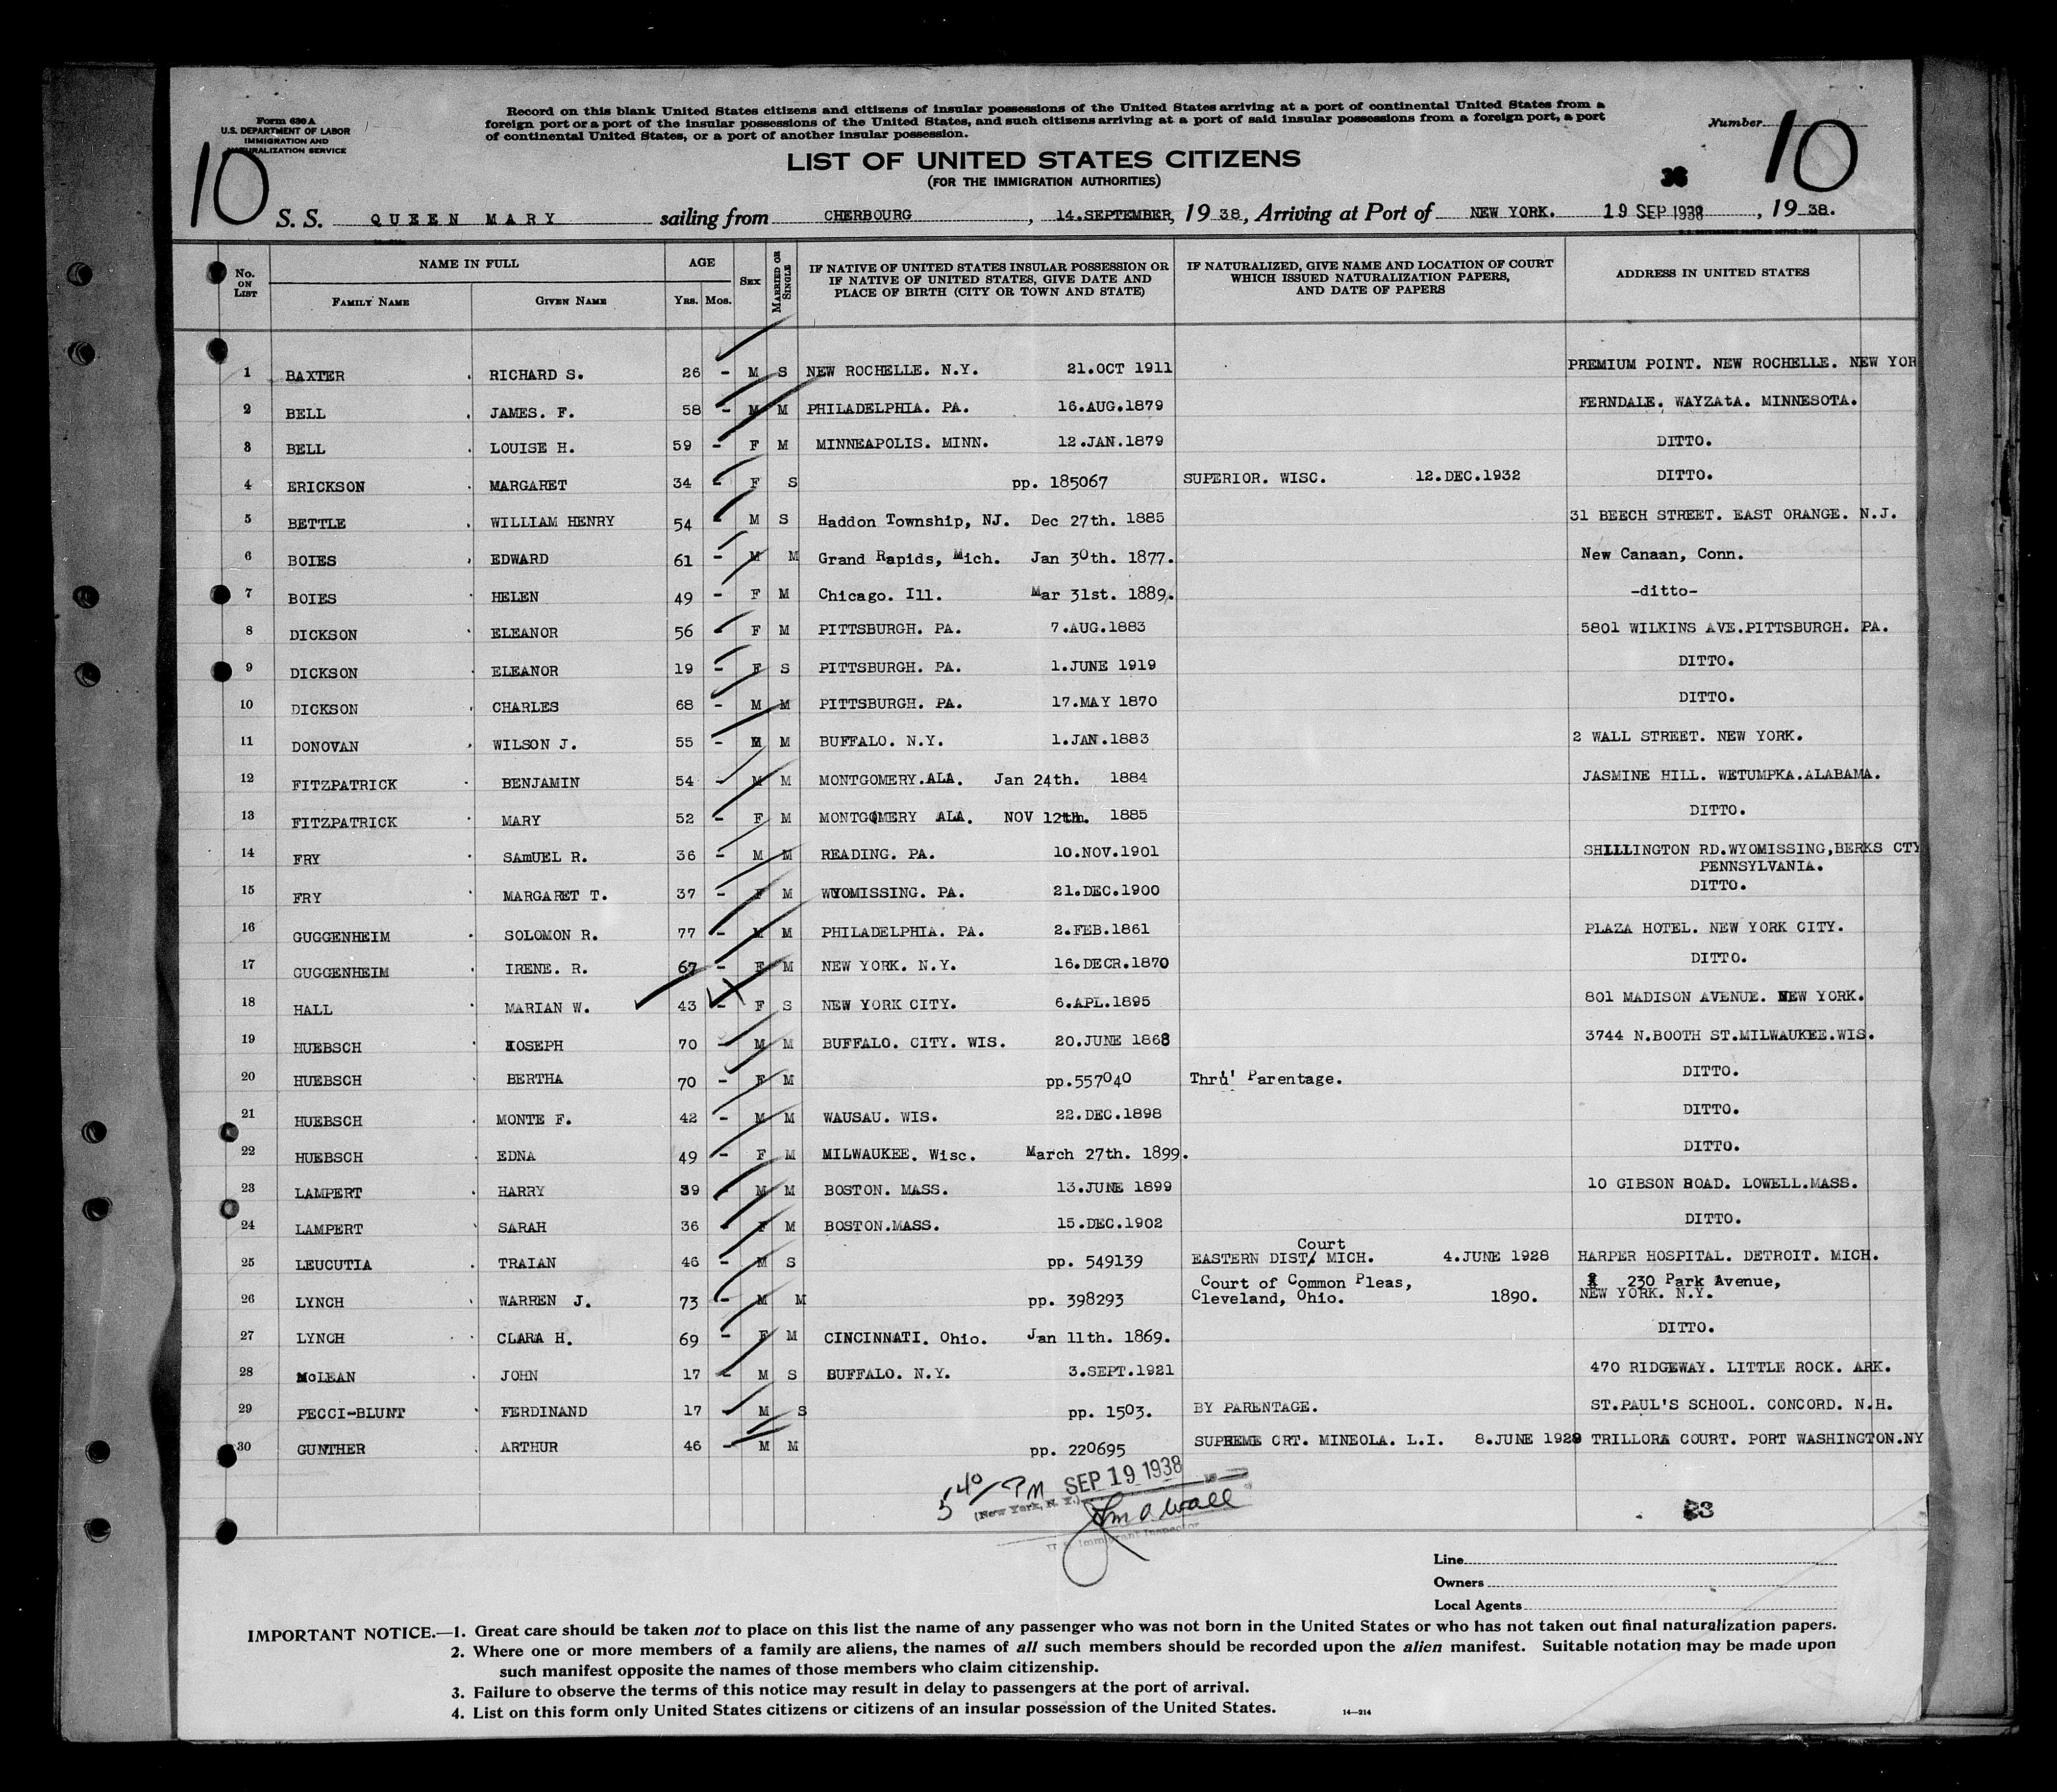 Form 630 A
U.S. DEPARTMENT OF LABOR
IMMIGRATION AND
NATURALIZATION SERVICE
10
Record on this blank United States citizens and citizens of insular possessions of the United States arriving at a port of continental United States from a
foreign port or a port of the insular possessions of the United States, and such citizens arriving at a port of said insular possessions from a foreign port, a port
of continental United States, or a port of another insular possession.
Number 10
LIST OF UNITED STATES CITIZENS
(FOR THE IMMIGRATION AUTHORITIES)
S. S. QUEEN MARY sailing from CHERBOURG, 14.SEPTEMBER, 19 38, Arriving at Port of NEW YORK. 19 SEP 1938, 19 38.
No. ON LIST NAME IN FULL FAMILY NAME GIVEN NAME AGE YRS. MOS. SEX MARRIED OR SINGLE IF NATIVE OF UNITED STATES INSULAR POSSESSION OR IF NATIVE OF UNITED STATES, GIVE DATE AND PLACE OF BIRTH (CITY OR TOWN AND STATE) IF NATURALIZED, GIVE NAME AND LOCATION OF COURT WHICH ISSUED NATURALIZATION PAPERS, AND DATE OF PAPERS ADDRESS IN UNITED STATES
1 BAXTER RICHARD S. 26 - M S NEW ROCHELLE. N.Y. 21.OCT 1911 PREMIUM POINT. NEW ROCHELLE. NEW YOR
2 BELL JAMES. F. 58 - M M PHILADELPHIA. PA. 16.AUG.1879 FERNDALE. WAYZAtA. MINNESOTA.
3 BELL LOUISE H. 59 - F M MINNEAPOLIS. MINN. 12.JAN.1879 DITTO.
4 ERICKSON MARGARET 34 - F S pp. 185067 SUPERIOR. WISC. 12.DEC.1932 DITTO.
5 BETTLE WILLIAM HENRY 54 - M S Haddon Township, NJ. Dec 27th. 1885 31 BEECH STREET. EAST ORANGE. N.J.
6 BOIES EDWARD 61 - M M Grand Rapids, Mich. Jan 30th. 1877. New Canaan, Conn.
7 BOIES HELEN 49 - F M Chicago. Ill. Mar 31st. 1889. -ditto-
8 DICKSON ELEANOR 56 - F M PITTSBURGH. PA. 7.AUG.1883 5801 WILKINS AVE.PITTSBURGH. PA.
9 DICKSON ELEANOR 19 - F S PITTSBURGH. PA. 1.JUNE 1919 DITTO.
10 DICKSON CHARLES 68 - M M PITTSBURGH. PA. 17.MAY 1870 DITTO.
11 DONOVAN WILSON J. 55 - M M BUFFALO. N.Y. 1.JAN.1883 2 WALL STREET. NEW YORK.
12 FITZPATRICK BENJAMIN 54 - M M MONTGOMERY.ALA. Jan 24th. 1884 JASMINE HILL. WETUMPKA.ALABAMA.
13 FITZPATRICK MARY 52 - F M MONTGOMERY ALA. NOV 12th. 1885 DITTO.
14 FRY SAmUEL R. 36 - M M READING. PA. 10.NOV.1901 SHILLINGTON RD.WYOMISSING,BERKS CTY
PENNSYLVANIA.
15 FRY MARGARET T. 37 - F M WYOMISSING. PA. 21.DEC.1900 DITTO.
16 GUGGENHEIM SOLOMON R. 77 - M M PHILADELPHIA. PA. 2.FEB.1861 PLAZA HOTEL. NEW YORK CITY.
17 GUGGENHEIM IRENE. R. 67 - F M NEW YORK. N.Y. 16.DECR.1870 DITTO.
18 HALL MARIAN W. 43 - F S NEW YORK CITY. 6.APL.1895 801 MADISON AVENUE. NEW YORK.
19 HUEBSCH JOSEPH 70 - M M BUFFALO. CITY. WIS. 20.JUNE 1868 3744 N.BOOTH ST.MILWAUKEE.WIS.
20 HUEBSCH BERTHA 70 - F M pp.557040 Thru' Parentage. DITTO.
21 HUEBSCH MONTE F. 42 - M M WAUSAU. WIS. 22.DEC.1898 DITTO.
22 HUEBSCH EDNA 49 - F M MILWAUKEE. Wisc. March 27th. 1899. DITTO.
23 LAMPERT HARRY 39 - M M BOSTON. MASS. 13.JUNE 1899 10 GIBSON ROAD. LOWELL.MASS.
24 LAMPERT SARAH 36 - F M BOSTON.MASS. 15.DEC.1902 DITTO.
25 LEUCUTIA TRAIAN 46 - M S pp. 549139 EASTERN DIST/ Court MICH. 4.JUNE 1928 HARPER HOSPITAL. DETROIT. MICH.
26 LYNCH WARREN J. 73 - M M pp. 398293 Court of Common Pleas, Cleveland, Ohio. 1890. 230 Park Avenue, NEW YORK. N.Y.
27 LYNCH CLARA H. 69 - F M CINCINNATI. Ohio. Jan 11th. 1869. DITTO.
28 McLEAN JOHN 17 - M S BUFFALO. N.Y. 3.SEPT.1921 470 RIDGEWAY. LITTLE ROCK. ARK.
29 PECCI-BLUNT FERDINAND 17 - M S pp. 1503. BY PARENTAGE. ST.PAUL'S SCHOOL. CONCORD. N.H.
30 GUNTHER ARTHUR 46 - M M pp. 220695 SUPREME CRT. MINEOLA. L.I. 8.JUNE 1929 TRILLORA COURT. PORT WASHINGTON.NY
5 40/ PM SEP 19 1938
(New York, N. Y.)
Wall
U. S. Immigrant Inspector
23
Line
Owners
Local Agents
IMPORTANT NOTICE.—1. Great care should be taken not to place on this list the name of any passenger who was not born in the United States or who has not taken out final naturalization papers.
2. Where one or more members of a family are aliens, the names of all such members should be recorded upon the alien manifest. Suitable notation may be made upon
such manifest opposite the names of those members who claim citizenship.
3. Failure to observe the terms of this notice may result in delay to passengers at the port of arrival.
4. List on this form only United States citizens or citizens of an insular possession of the United States.
14—214